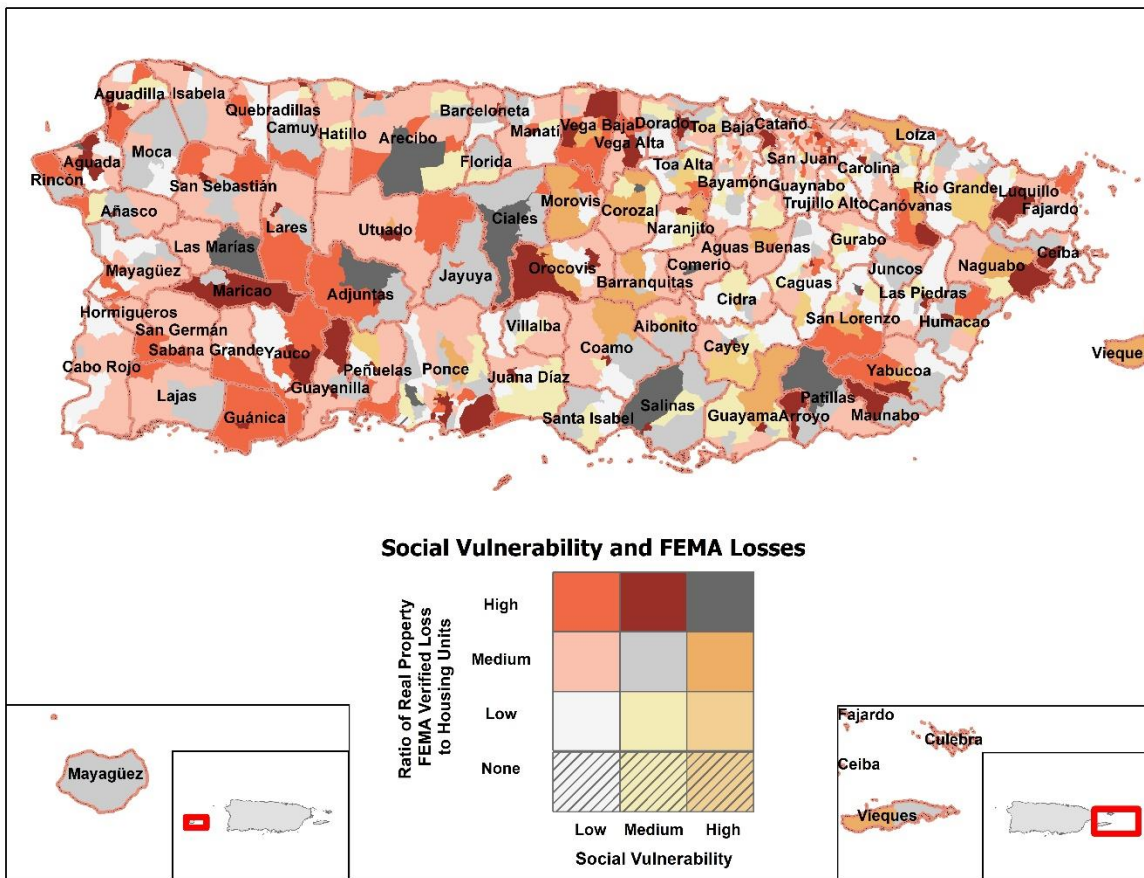 Aguadilla
Isabela
Quebradillas
Camuy
Hatillo
Arecibo
Barceloneta
Manatí
Vega Baja
Dorado
Toa Baja
Cataño
Loíza
Vega Alta
Aguada
Moca
Rincón
San Sebastián
Florida
Toa Alta
San Juan
Carolina
Bayamón
Guaynabo
Río Grande
Luquillo
Añasco
Lares
Utuado
Ciales
Morovis
Corozal
Naranjito
Trujillo Alto
Canóvanas
Fajardo
Las Marías
Mayagüez
Maricao
Adjuntas
Jayuya
Orocovis
Barranquitas
Comerío
Aguas Buenas
Gurabo
Caguas
Juncos
Naguabo
Ceiba
Hormigueros
San Germán
Sabana Grande
Yauco
Villalba
Cidra
Las Piedras
Humacao
Cabo Rojo
Lajas
Guánica
Guayanilla
Peñuelas
Ponce
Juana Díaz
Coamo
Aibonito
Cayey
San Lorenzo
Yabucoa
Vieque
Santa Isabel
Salinas
Guayama
Arroyo
Patillas
Maunabo
Social Vulnerability and FEMA Losses
Ratio of Real Property
FEMA Verified Loss
to Housing Units
High
Medium
Low
None
Low Medium High
Social Vulnerability
Mayagüez
Fajardo
Culebra
Ceiba
Vieques